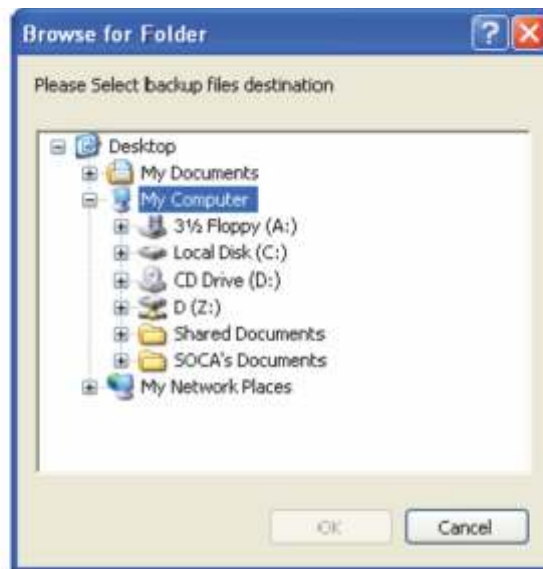 Browse for Folder
Please Select backup files destination
Desktop
My Documents
My Computer
3½ Floppy (A:)
Local Disk (C:)
CD Drive (D:)
D (Z:)
Shared Documents
SOCA's Documents
My Network Places
OK Cancel